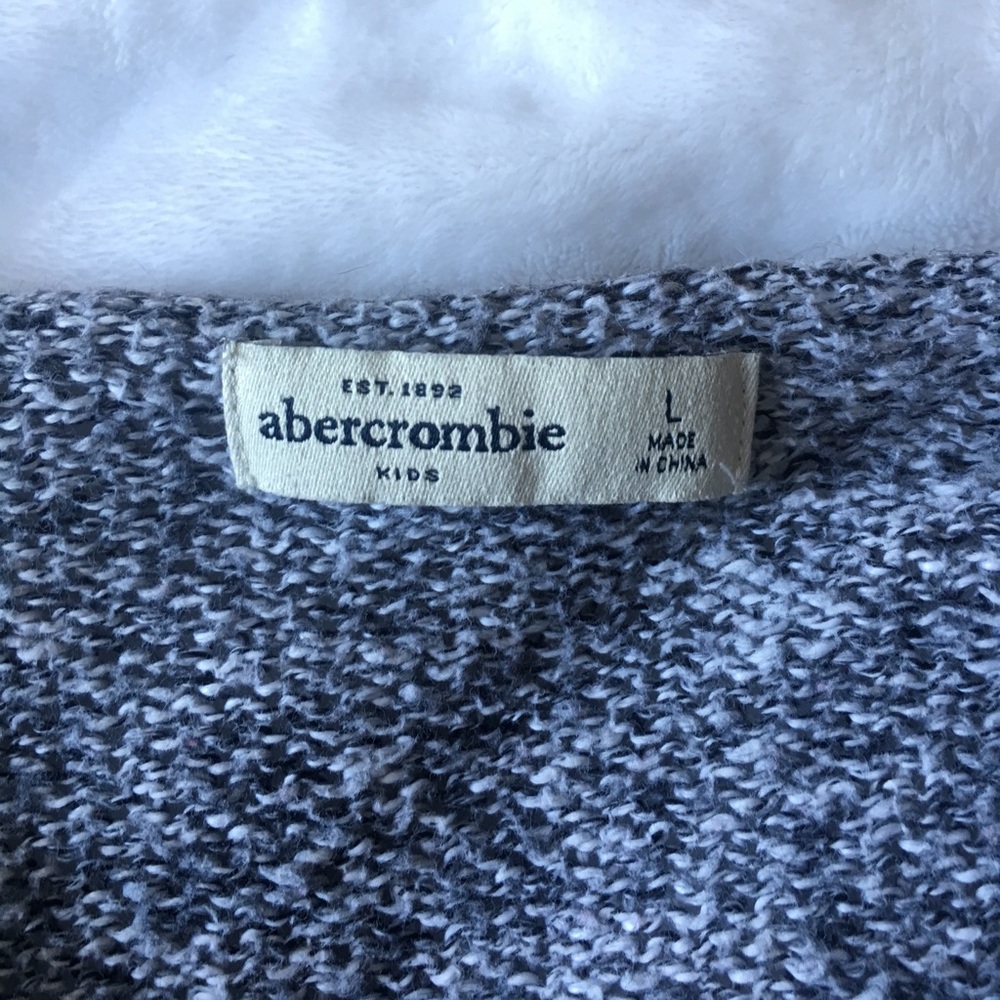 EST. 1892
abercrombie
KIDS
L
MADE
IN CHINA